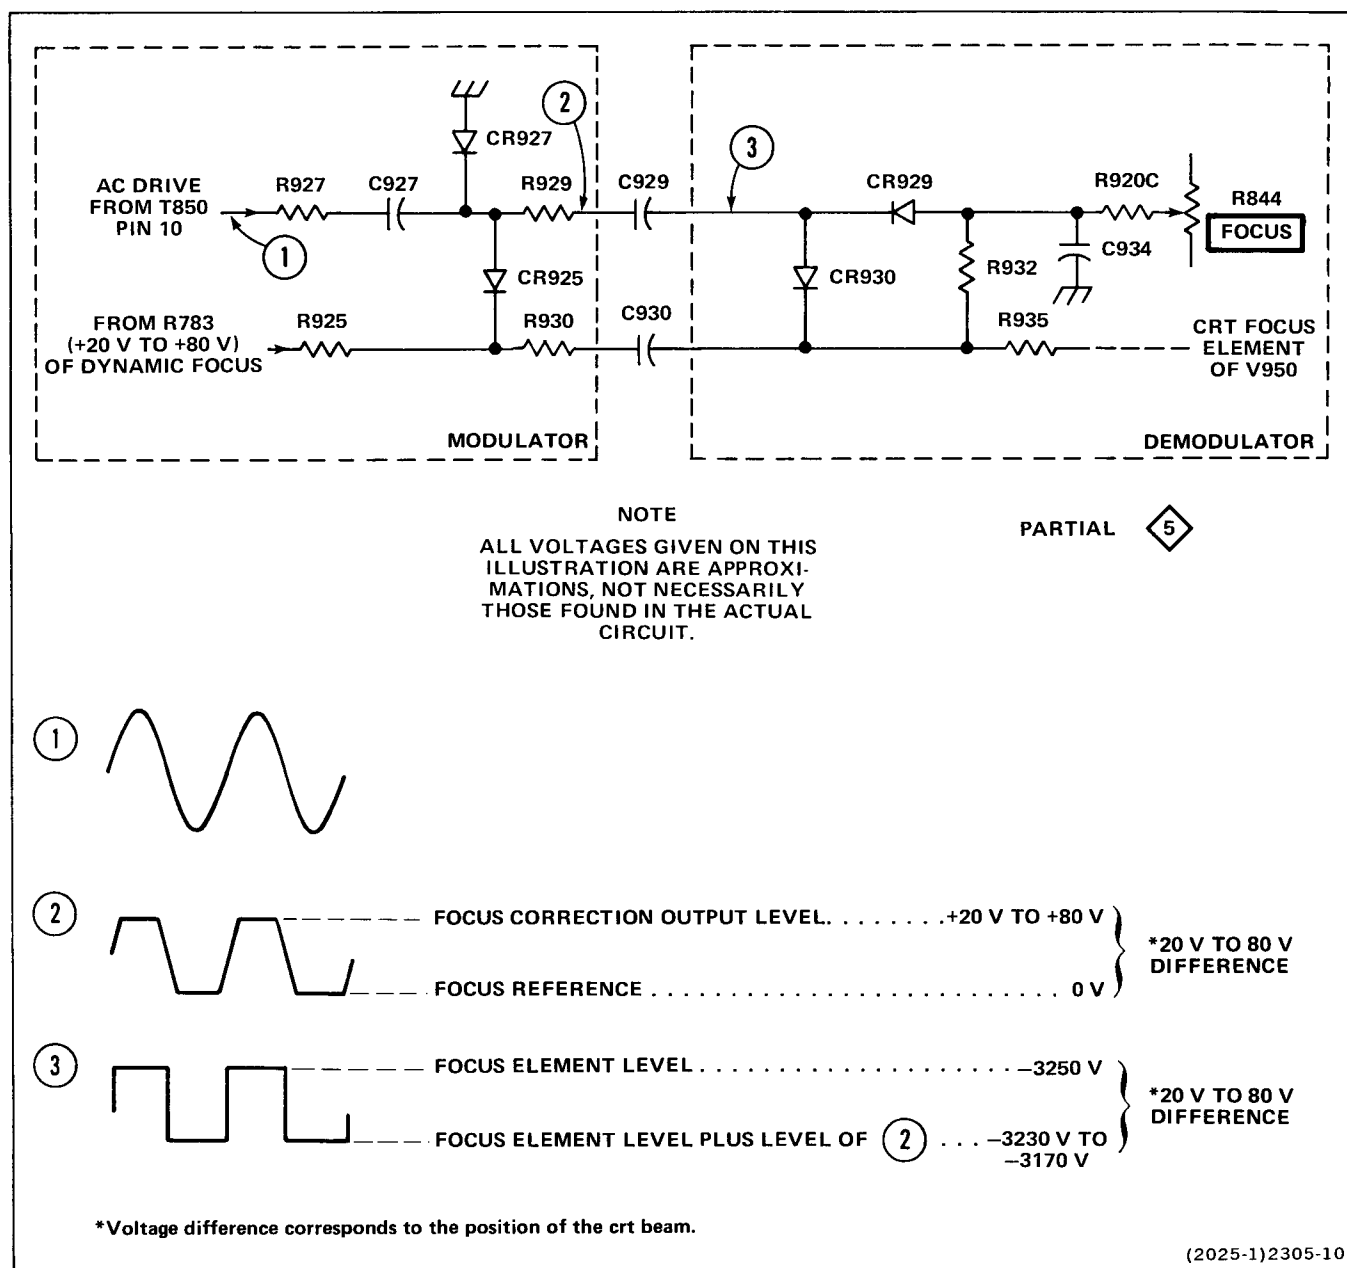 2
CR927
3
AC DRIVE
FROM T850
PIN 10
R927
C927
R929
C929
CR929
R920C
R844
FOCUS
1
CR925
CR930
R932
C934
FROM R783
(+20 V TO +80 V)
OF DYNAMIC FOCUS
R925
R930
C930
R935
CRT FOCUS
ELEMENT
OF V950
MODULATOR
DEMODULATOR
NOTE
ALL VOLTAGES GIVEN ON THIS
ILLUSTRATION ARE APPROXI-
MATIONS, NOT NECESSARILY
THOSE FOUND IN THE ACTUAL
CIRCUIT.
PARTIAL 5
1
2
FOCUS CORRECTION OUTPUT LEVEL. . . . . . . .+20 V TO +80 V
FOCUS REFERENCE . . . . . . . . . . . . . . . . . . . . . . . . . . 0 V
*20 V TO 80 V
DIFFERENCE
3
FOCUS ELEMENT LEVEL. . . . . . . . . . . . . . . . . . . . . –3250 V
FOCUS ELEMENT LEVEL PLUS LEVEL OF 2 . . . –3230 V TO
–3170 V
*20 V TO 80 V
DIFFERENCE
*Voltage difference corresponds to the position of the crt beam.
(2025-1)2305-10